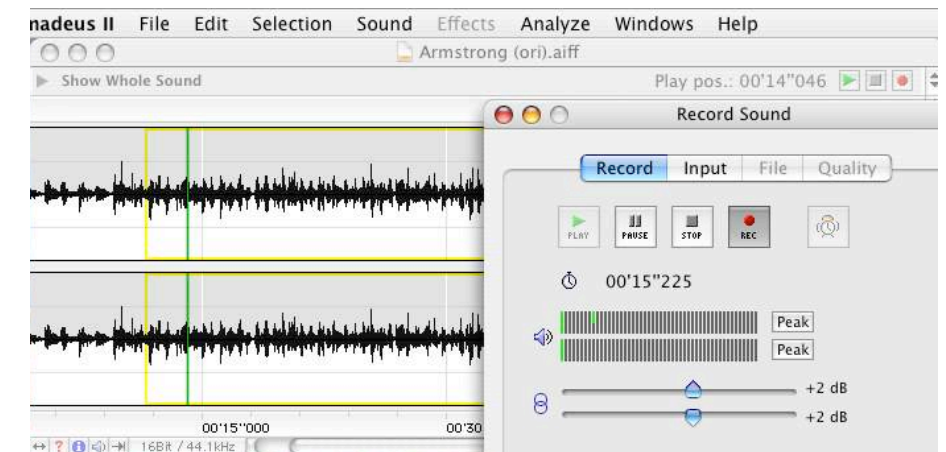 madeus II File Edit Selection Sound Effects Analyze Windows Help
Armstrong (ori).aiff
Show Whole Sound Play pos.: 00'14"046
Record Sound
Record Input File Quality
PLAY PAUSE STOP REC
00'15"225
Peak
Peak
+2 dB
+2 dB
00'15"000 00'30
16Bit / 44.1kHz